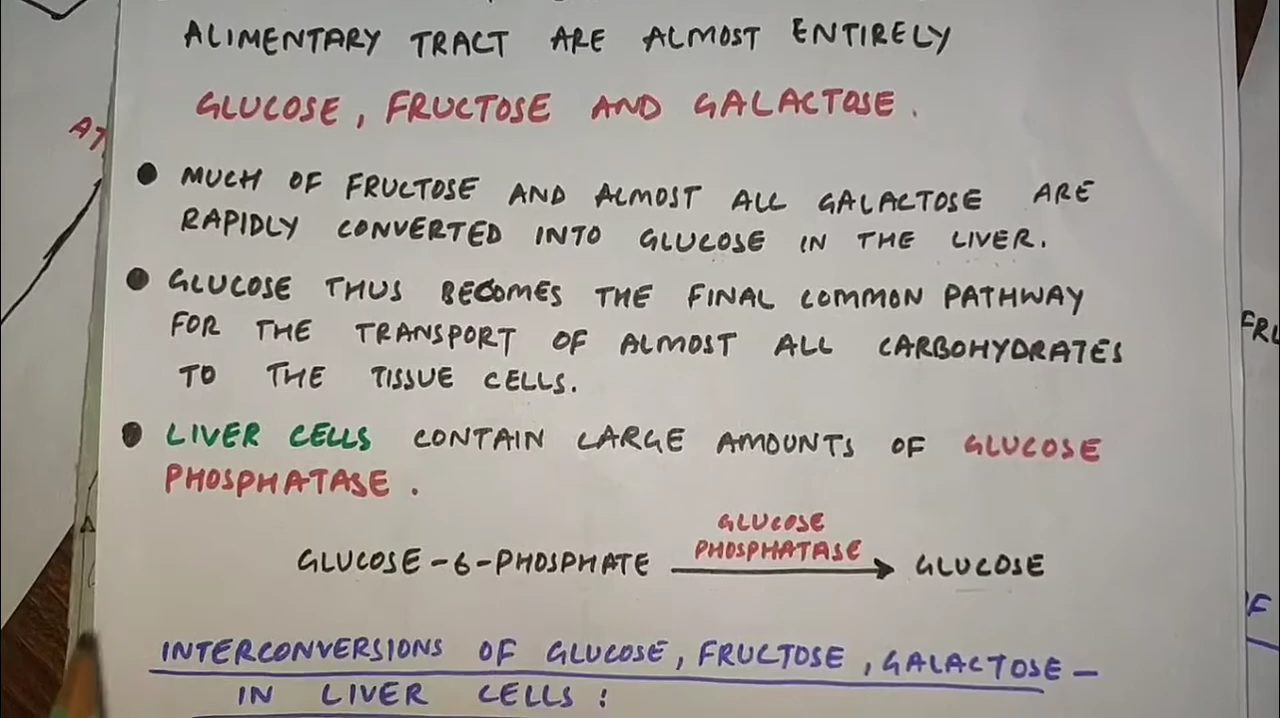 ALIMENTARY TRACT ARE ALMOST ENTIRELY
GLUCOSE, FRUCTOSE AND GALACTOSE.
● MUCH OF FRUCTOSE AND ALMOST ALL GALACTOSE ARE
RAPIDLY CONVERTED INTO GLUCOSE IN THE LIVER.
● GLUCOSE THUS BECOMES THE FINAL COMMON PATHWAY
FOR THE TRANSPORT OF ALMOST ALL CARBOHYDRATES
TO THE TISSUE CELLS.
● LIVER CELLS CONTAIN LARGE AMOUNTS OF GLUCOSE
PHOSPHATASE.
GLUCOSE
PHOSPHATASE
GLUCOSE-6-PHOSPHATE → GLUCOSE
INTERCONVERSIONS OF GLUCOSE, FRUCTOSE, GALACTOSE -
IN LIVER CELLS: